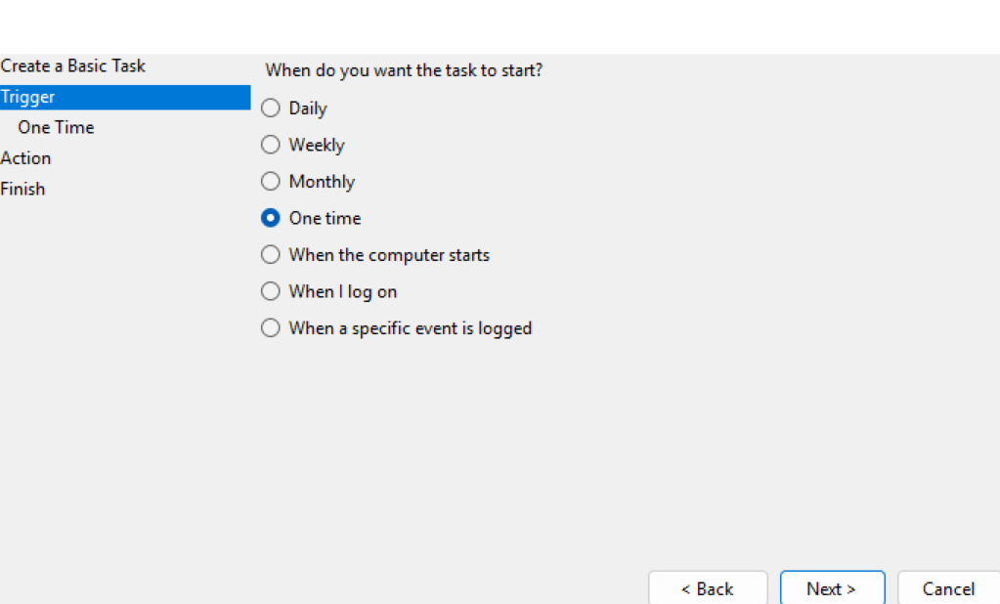 Create a Basic Task
Trigger
One Time
Action
Finish
When do you want the task to start?
Daily
Weekly
Monthly
One time
When the computer starts
When I log on
When a specific event is logged
< Back
Next >
Cancel